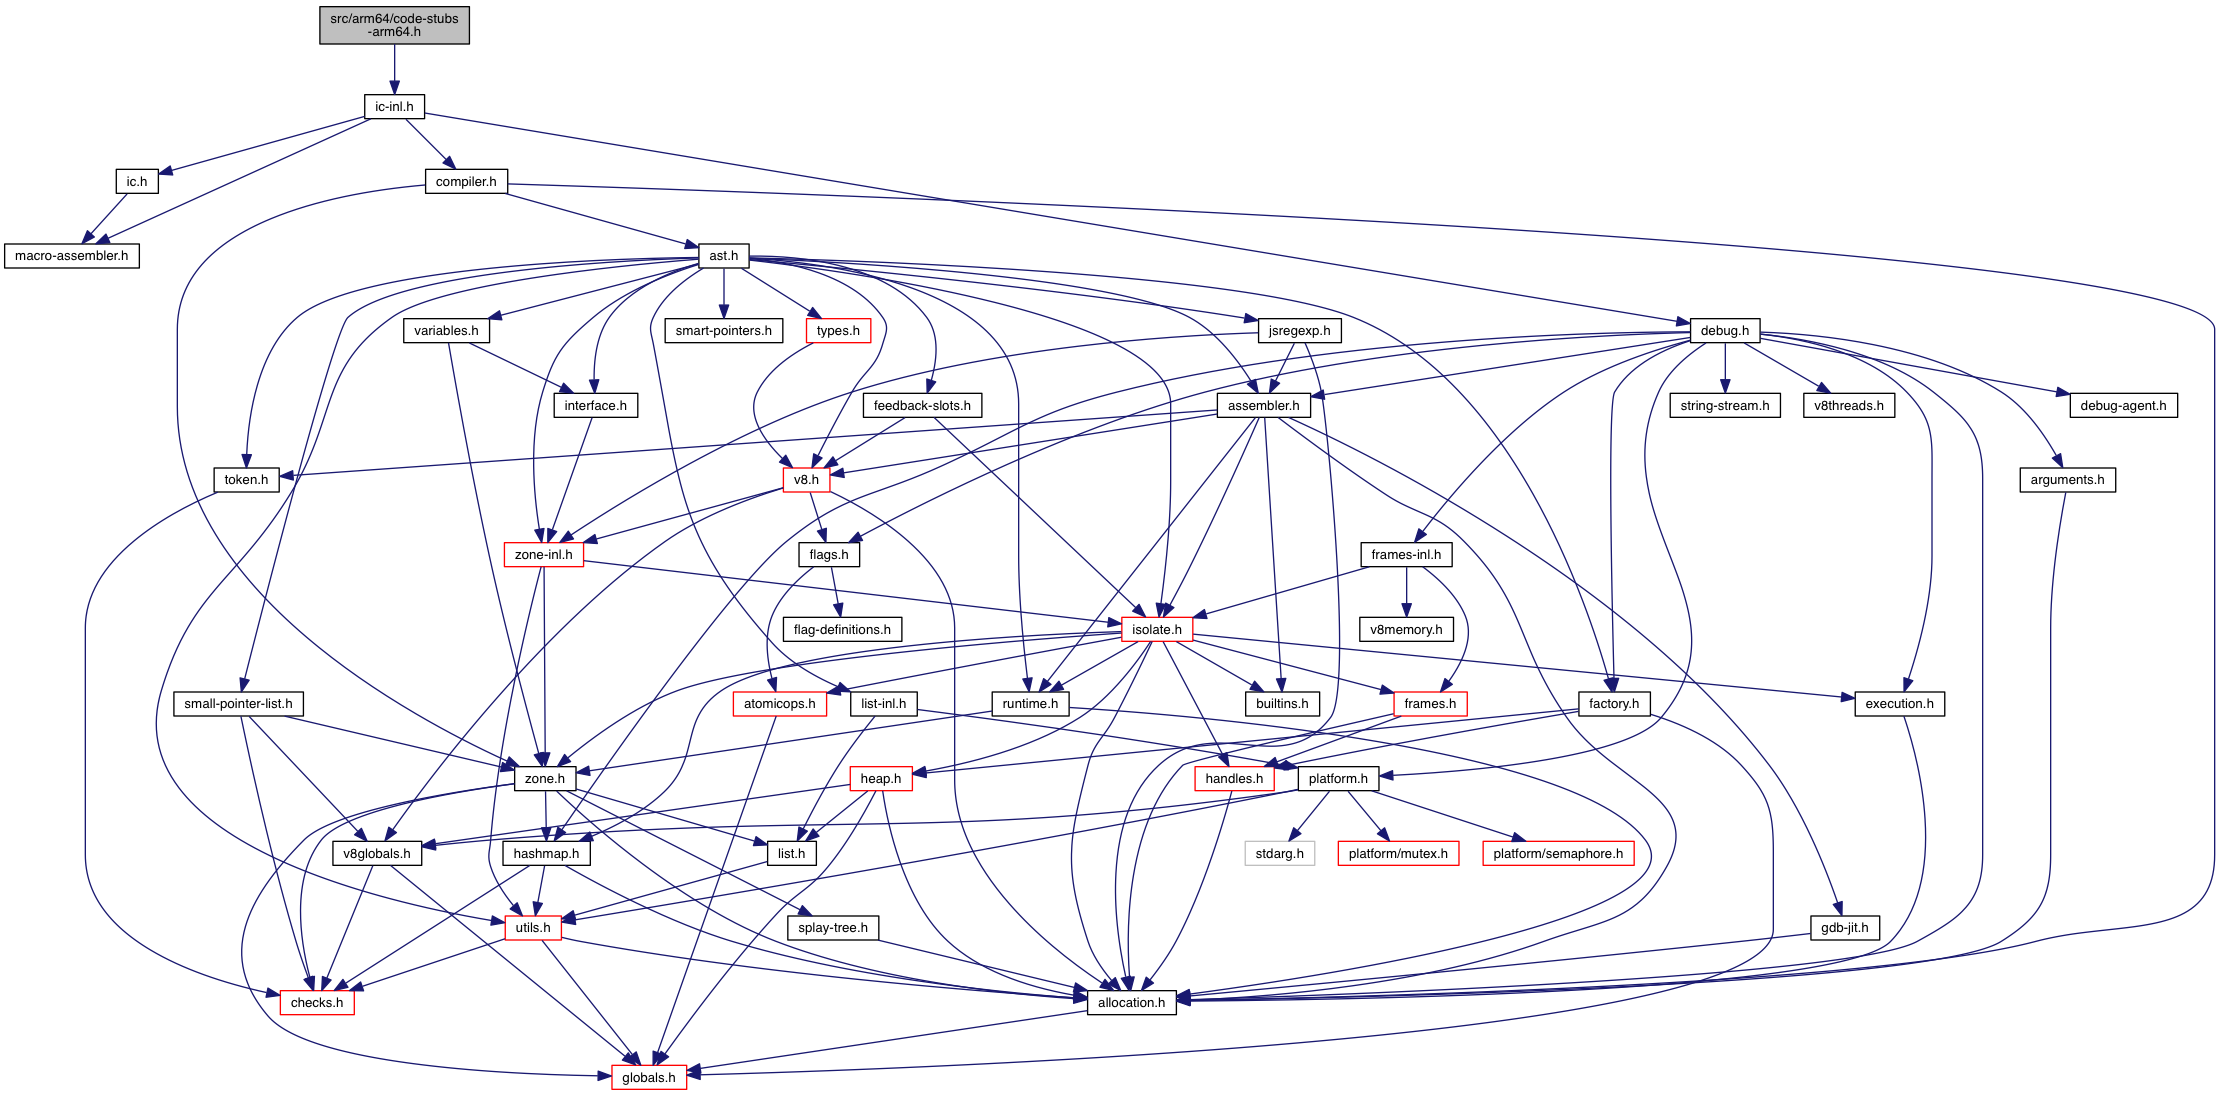 src/arm64/code-stubs
-arm64.h
ic-inl.h
ic.h
compiler.h
macro-assembler.h
ast.h
variables.h
smart-pointers.h
types.h
jsregexp.h
debug.h
interface.h
feedback-slots.h
assembler.h
string-stream.h
v8threads.h
debug-agent.h
token.h
v8.h
arguments.h
zone-inl.h
flags.h
frames-inl.h
flag-definitions.h
isolate.h
v8memory.h
small-pointer-list.h
atomicops.h
list-inl.h
runtime.h
builtins.h
frames.h
factory.h
execution.h
zone.h
heap.h
handles.h
platform.h
v8globals.h
hashmap.h
list.h
stdarg.h
platform/mutex.h
platform/semaphore.h
utils.h
splay-tree.h
gdb-jit.h
checks.h
allocation.h
globals.h